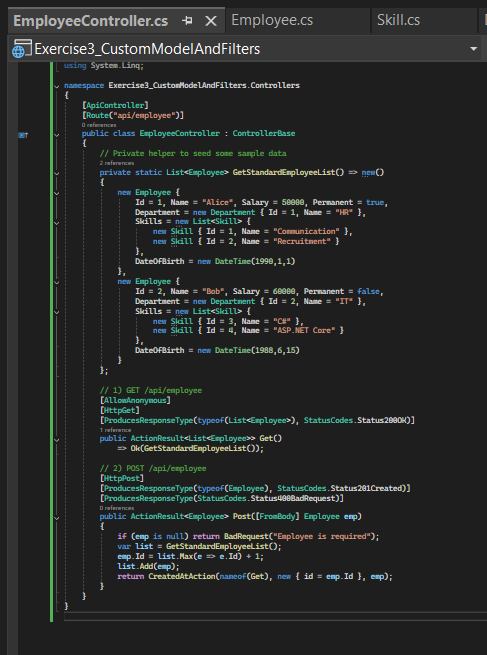 EmployeeController.cs
Employee.cs
Skill.cs
Exercise3_CustomModelAndFilters
using System.Linq;
namespace Exercise3_CustomModelAndFilters.Controllers
{
[ApiController]
[Route("api/employee")]
0 references
public class EmployeeController : ControllerBase
{
// Private helper to seed some sample data
2 references
private static List<Employee> GetStandardEmployeeList() => new()
{
new Employee {
Id = 1, Name = "Alice", Salary = 50000, Permanent = true,
Department = new Department { Id = 1, Name = "HR" },
Skills = new List<Skill> {
new Skill { Id = 1, Name = "Communication" },
new Skill { Id = 2, Name = "Recruitment" }
},
DateOfBirth = new DateTime(1990,1,1)
},
new Employee {
Id = 2, Name = "Bob", Salary = 60000, Permanent = false,
Department = new Department { Id = 2, Name = "IT" },
Skills = new List<Skill> {
new Skill { Id = 3, Name = "C#" },
new Skill { Id = 4, Name = "ASP.NET Core" }
},
DateOfBirth = new DateTime(1988,6,15)
}
};
// 1) GET /api/employee
[AllowAnonymous]
[HttpGet]
[ProducesResponseType(typeof(List<Employee>), StatusCodes.Status200OK)]
1 reference
public ActionResult<List<Employee>> Get()
=> Ok(GetStandardEmployeeList());
// 2) POST /api/employee
[HttpPost]
[ProducesResponseType(typeof(Employee), StatusCodes.Status201Created)]
[ProducesResponseType(StatusCodes.Status400BadRequest)]
0 references
public ActionResult<Employee> Post([FromBody] Employee emp)
{
if (emp is null) return BadRequest("Employee is required");
var list = GetStandardEmployeeList();
emp.Id = list.Max(e => e.Id) + 1;
list.Add(emp);
return CreatedAtAction(nameof(Get), new { id = emp.Id }, emp);
}
}
}